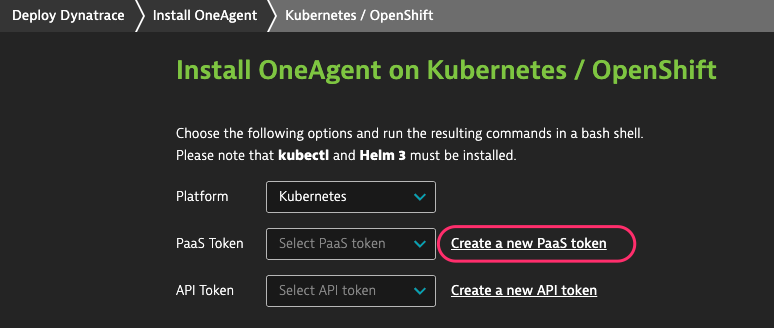 Deploy Dynatrace Install OneAgent Kubernetes / OpenShift
Install OneAgent on Kubernetes / OpenShift
Choose the following options and run the resulting commands in a bash shell.
Please note that kubectl and Helm 3 must be installed.
Platform Kubernetes
PaaS Token Select PaaS token Create a new PaaS token
API Token Select API token Create a new API token